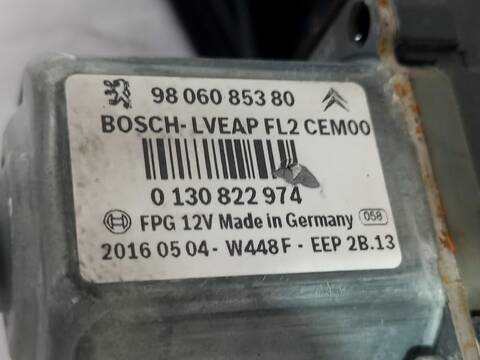 98 060 853 80
BOSCH-LVEAP FL2 CEM00
0 130 822 974
FPG 12V Made in Germany 058
2016 05 04- W448F - EEP 2B.13